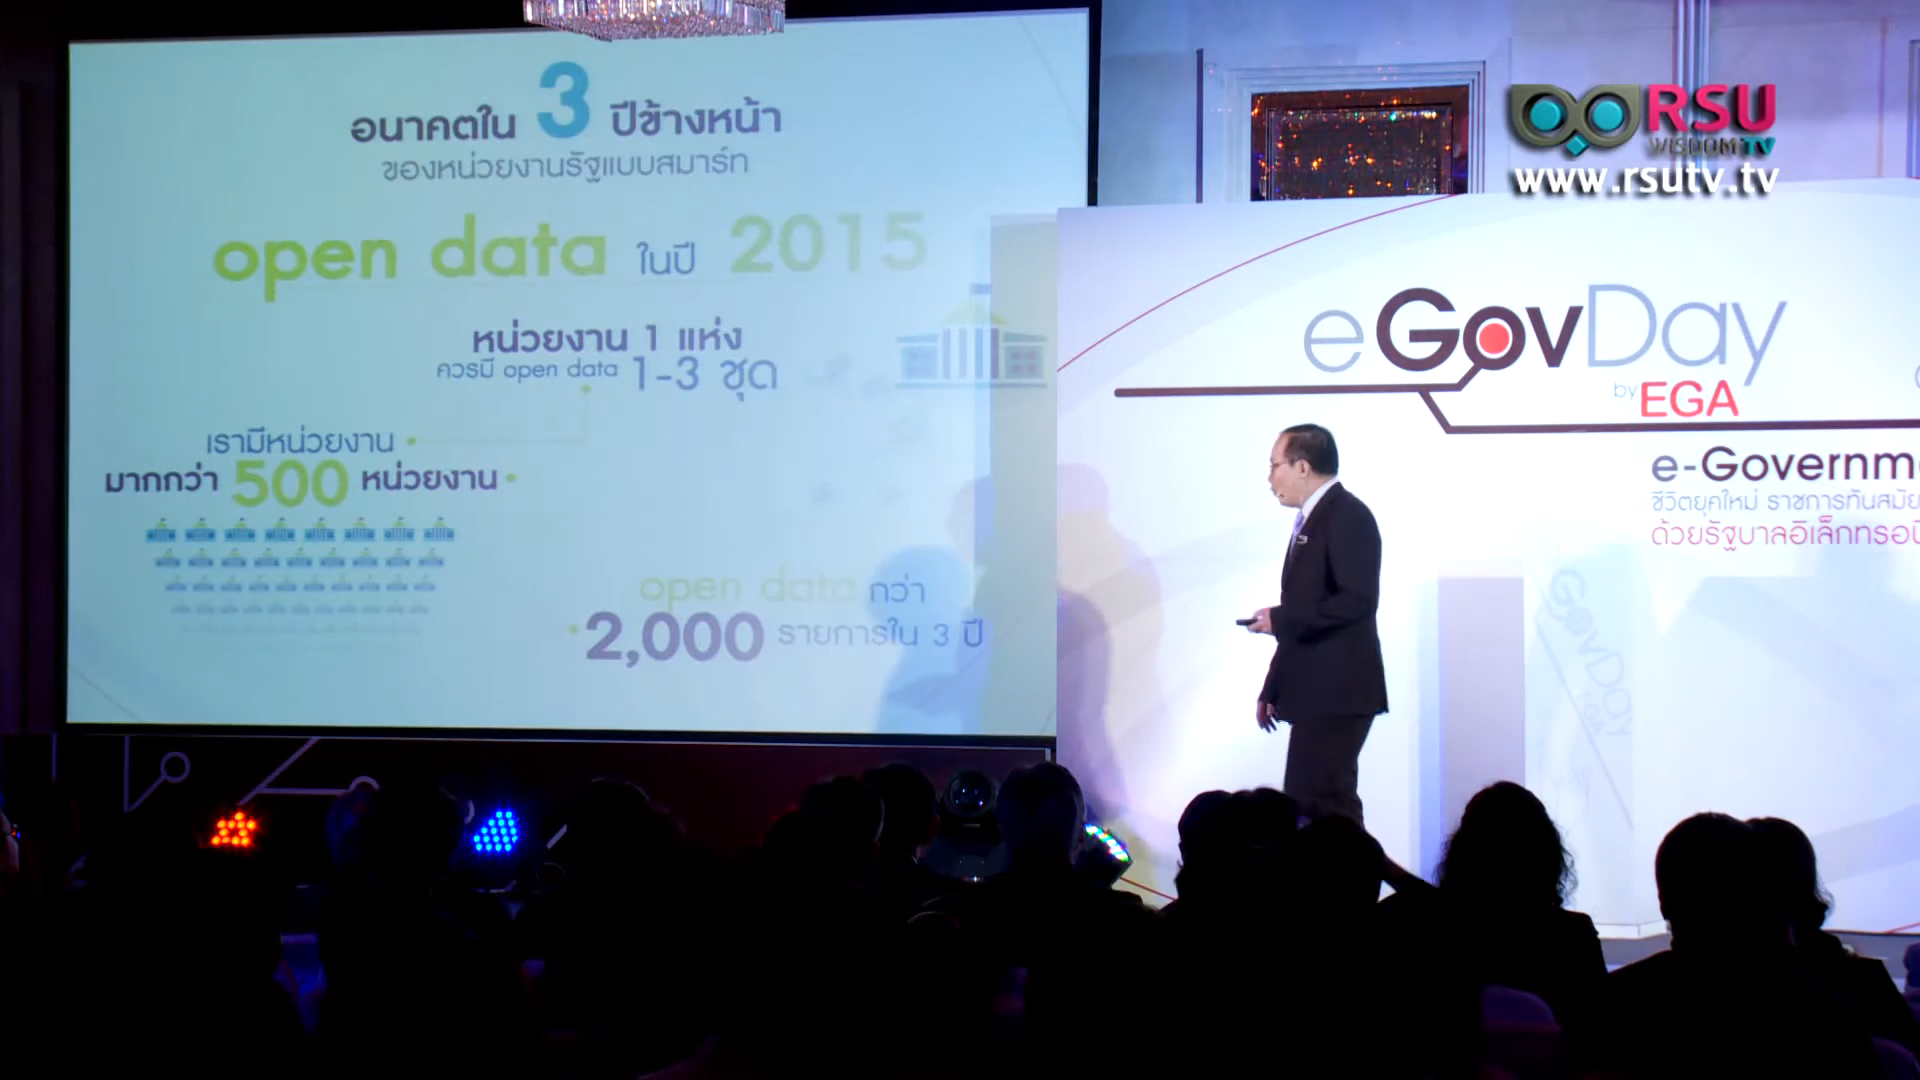 อนาคตใน 3 ปีข้างหน้า
ของหน่วยงานรัฐแบบสมาร์ท
open data ในปี 2015
หน่วยงาน 1 แห่ง
ควรมี open data 1-3 ชุด
เรามีหน่วยงาน
มากกว่า 500 หน่วยงาน
open data กว่า
2,000 รายการใน 3 ปี
RSU
WISDOM TV
www.rsutv.tv
eGovDay
by EGA
e-Governm
ชีวิตยุคใหม่ ราชการทันสมัย
ด้วยรัฐบาลอิเล็กทรอนิ